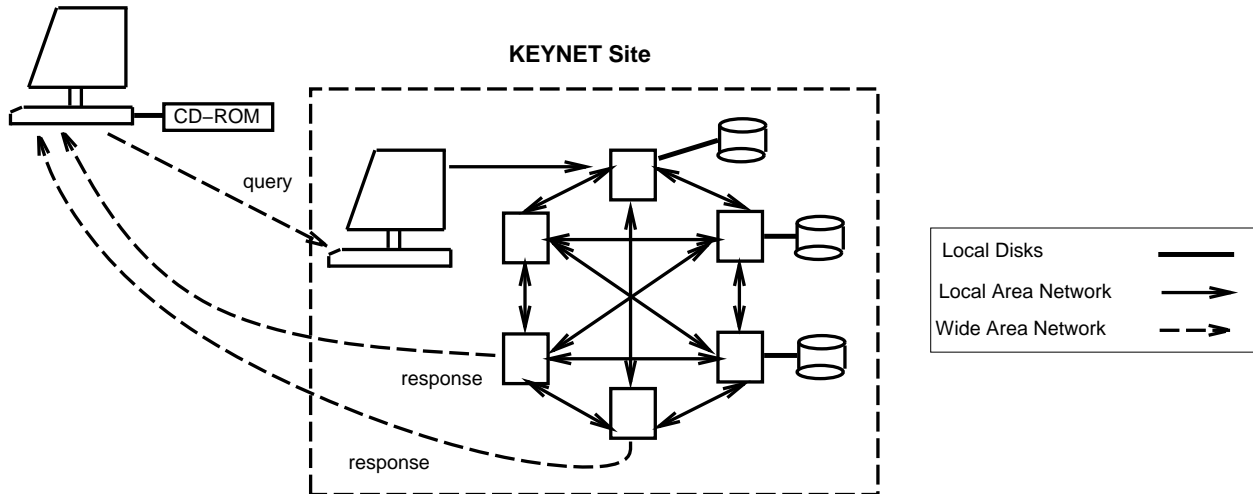 KEYNET Site
CD−ROM
query
response
response
Local Disks
Local Area Network
Wide Area Network